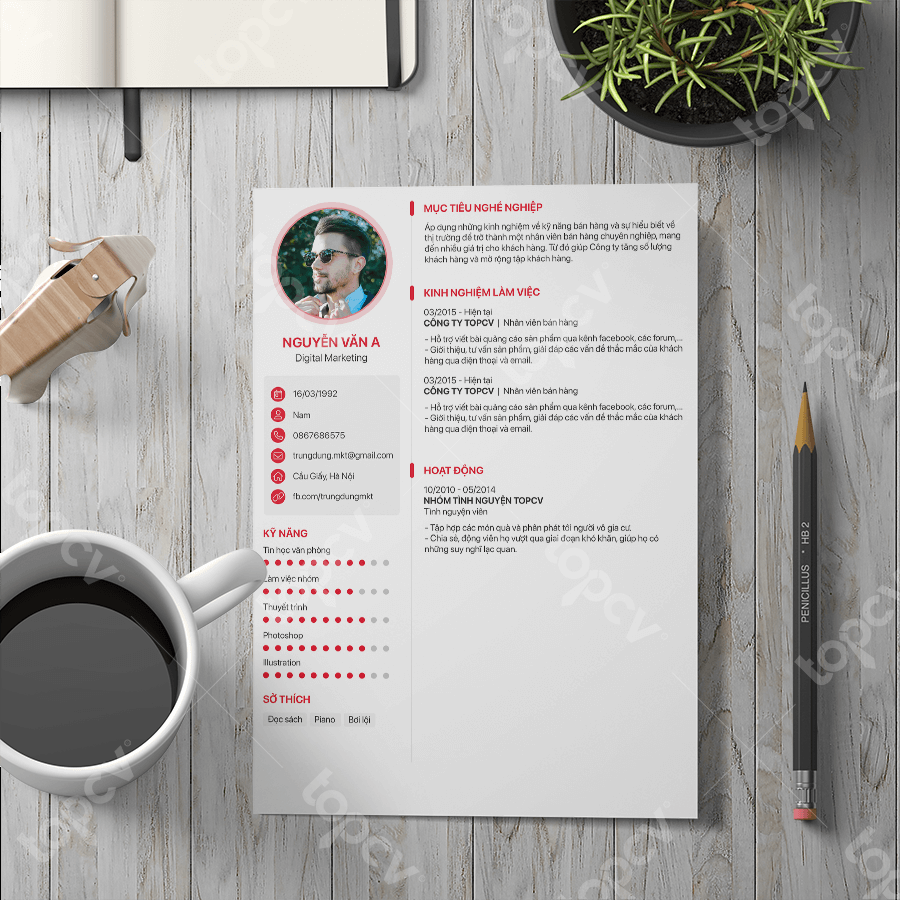 NGUYỄN VĂN A
Digital Marketing
16/03/1992
Nam
0867686575
trungdung.mkt@gmail.com
Cầu Giấy, Hà Nội
fb.com/trungdungmkt
KỸ NĂNG
Tin học văn phòng
Làm việc nhóm
Thuyết trình
Photoshop
Illustration
SỞ THÍCH
Đọc sách Piano Bơi lội
MỤC TIÊU NGHỀ NGHIỆP
Áp dụng những kinh nghiệm về kỹ năng bán hàng và sự hiểu biết về
thị trường để trở thành một nhân viên bán hàng chuyên nghiệp, mang
đến nhiều giá trị cho khách hàng. Từ đó giúp Công ty tăng số lượng
khách hàng và mở rộng tập khách hàng.
KINH NGHIỆM LÀM VIỆC
03/2015 - Hiện tại
CÔNG TY TOPCV | Nhân viên bán hàng
- Hỗ trợ viết bài quảng cáo sản phẩm qua kênh facebook, các forum,...
- Giới thiệu, tư vấn sản phẩm, giải đáp các vấn đề thắc mắc của khách
hàng qua điện thoại và email.
03/2015 - Hiện tại
CÔNG TY TOPCV | Nhân viên bán hàng
- Hỗ trợ viết bài quảng cáo sản phẩm qua kênh facebook, các forum,...
- Giới thiệu, tư vấn sản phẩm, giải đáp các vấn đề thắc mắc của khách
hàng qua điện thoại và email.
HOẠT ĐỘNG
10/2010 - 05/2014
NHÓM TÌNH NGUYỆN TOPCV
Tình nguyện viên
- Tập hợp các món quà và phân phát tới người vô gia cư.
- Chia sẻ, động viên họ vượt qua giai đoạn khó khăn, giúp họ có
những suy nghĩ lạc quan.
PENICILLUS • HB 2
topcv
topcv
topcv
topcv
topcv
topcv
topcv
topcv
topcv